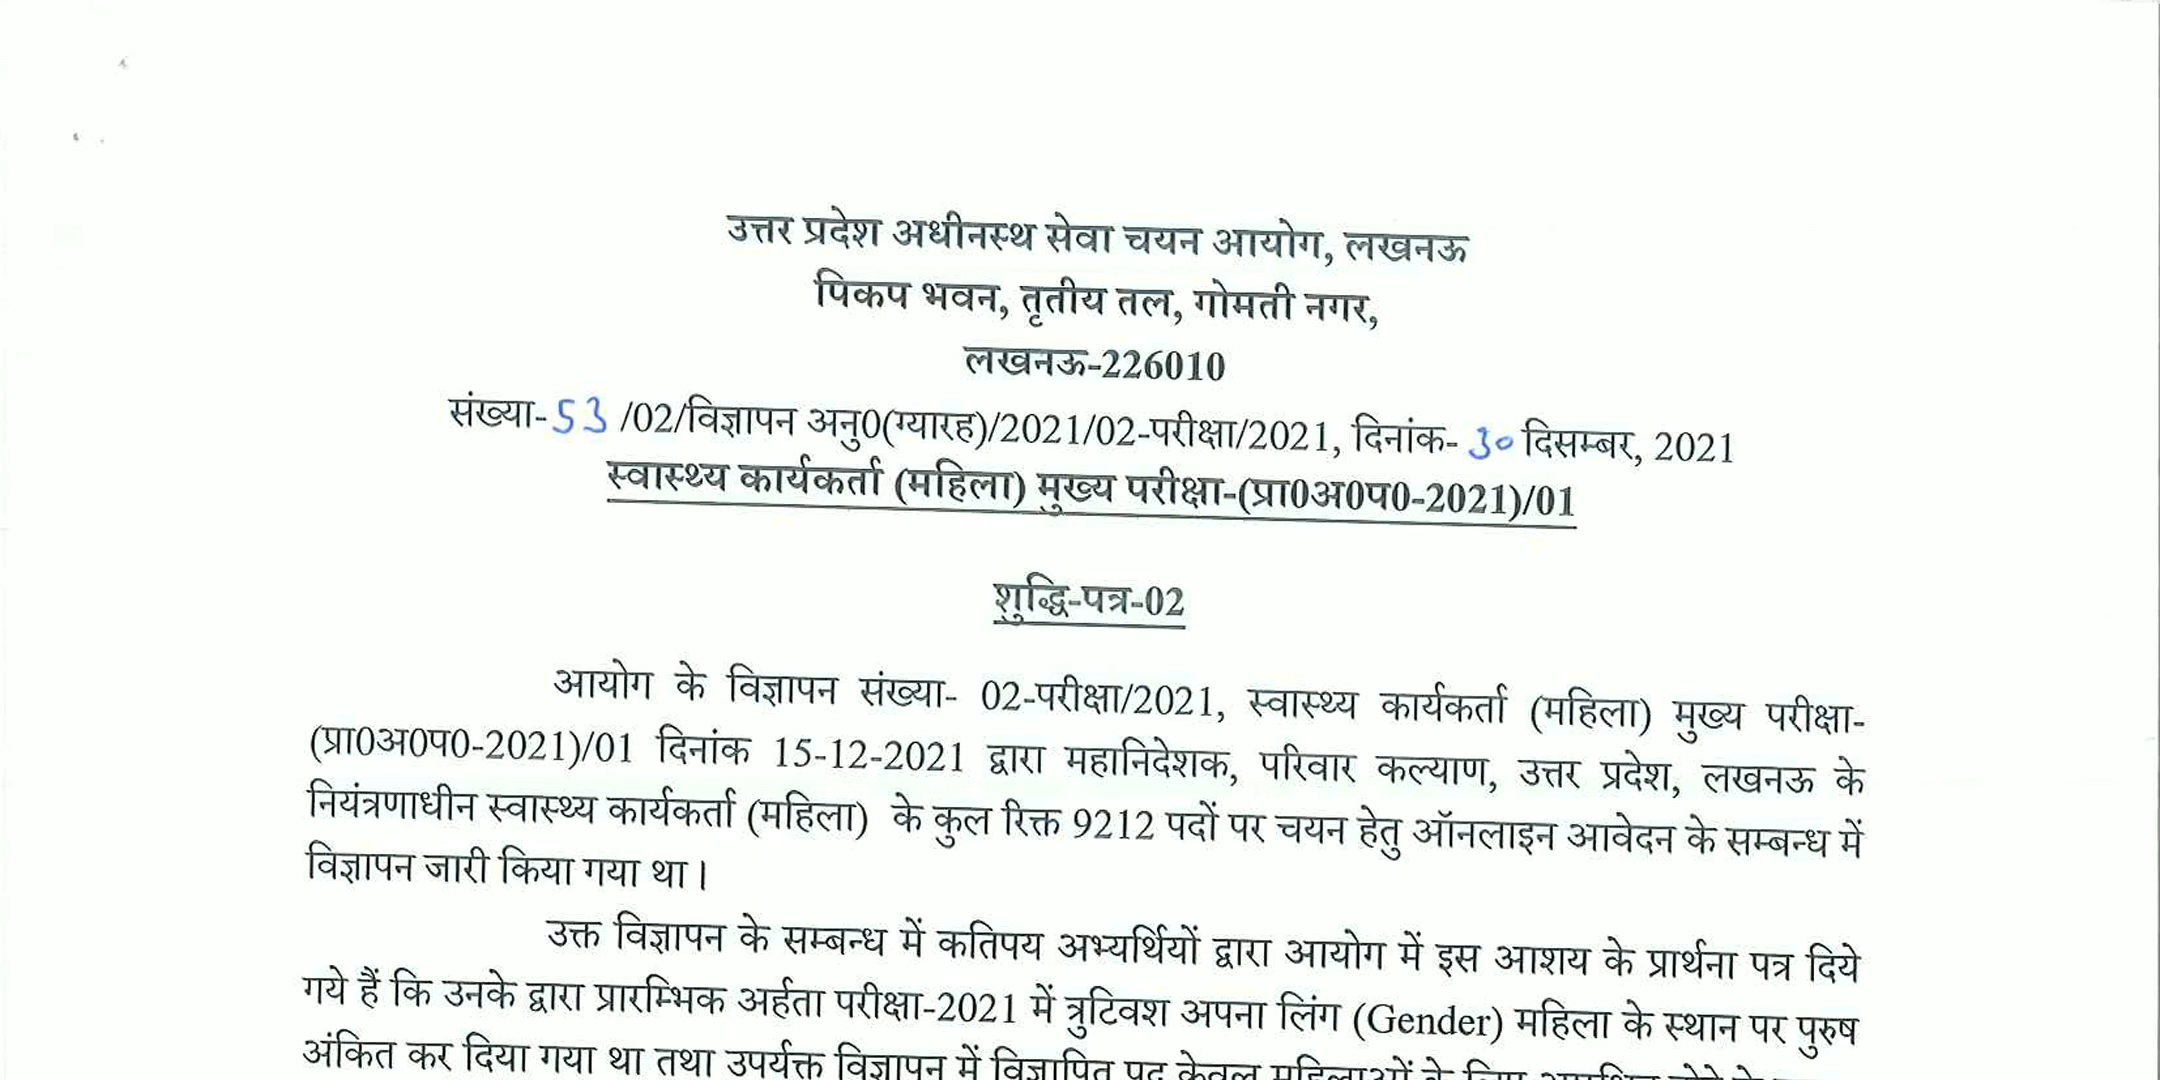 उत्तर प्रदेश अधीनस्थ सेवा चयन आयोग, लखनऊ
पिकप भवन, तृतीय तल, गोमती नगर,
लखनऊ-226010
संख्या-53 /02/विज्ञापन अनु0(ग्यारह)/2021/02-परीक्षा/2021, दिनांक- 30 दिसम्बर, 2021
स्वास्थ्य कार्यकर्ता (महिला) मुख्य परीक्षा-(प्रा0अ0प0-2021)/01
शुद्धि-पत्र-02
आयोग के विज्ञापन संख्या- 02-परीक्षा/2021, स्वास्थ्य कार्यकर्ता (महिला) मुख्य परीक्षा-
(प्रा0अ0प0-2021)/01 दिनांक 15-12-2021 द्वारा महानिदेशक, परिवार कल्याण, उत्तर प्रदेश, लखनऊ के
नियंत्रणाधीन स्वास्थ्य कार्यकर्ता (महिला) के कुल रिक्त 9212 पदों पर चयन हेतु ऑनलाइन आवेदन के सम्बन्ध में
विज्ञापन जारी किया गया था।
उक्त विज्ञापन के सम्बन्ध में कतिपय अभ्यर्थियों द्वारा आयोग में इस आशय के प्रार्थना पत्र दिये
गये हैं कि उनके द्वारा प्रारम्भिक अर्हता परीक्षा-2021 में त्रुटिवश अपना लिंग (Gender) महिला के स्थान पर पुरुष
अंकित कर दिया गया था तथा उपर्यक्त विज्ञापन में विज्ञापित पद केवल महिलाओं के लिए